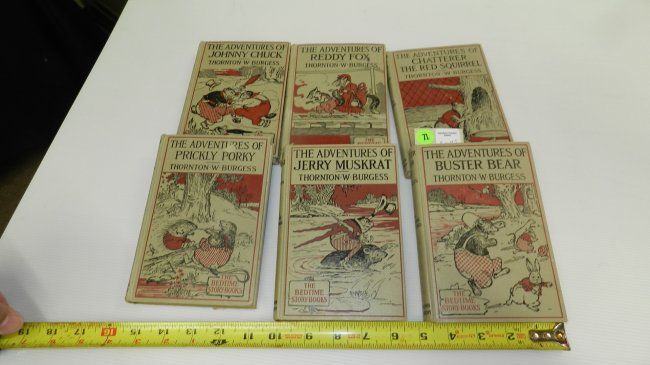 THE ADVENTURES OF
JOHNNY CHUCK
THORNTON·W·BURGESS
THE ADVENTURES OF
REDDY FOX
THORNTON·W·BURGESS
THE
THE ADVENTURES OF
CHATTERER
THE RED SQUIRREL
THORNTON·W·BURGESS
71
THE ADVENTURES OF
PRICKLY PORKY
THORNTON·W·BURGESS
THE
BEDTIME
STORY-BOOKS
THE ADVENTURES OF
JERRY MUSKRAT
THORNTON·W·BURGESS
THE
BEDTIME
STORY-BOOKS
THE ADVENTURES OF
BUSTER BEAR
THORNTON·W·BURGESS
THE
BEDTIME
STORY-BOOKS
19 18 17 16 15 14 13 12 11 10 9 8 7 6 5 4 3 2 1